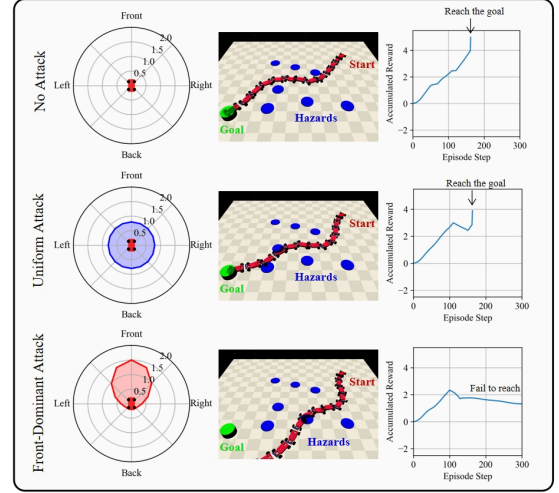 No Attack
Front
2.0
1.5
1.0
0.5
Left
Right
Back
Start
Hazards
Goal
Reach the goal
Accumulated Reward
4
2
0
−2
0
100
200
300
Episode Step
Uniform Attack
Front
2.0
1.5
1.0
0.5
Left
Right
Back
Start
Hazards
Goal
Reach the goal
Accumulated Reward
4
2
0
−2
0
100
200
300
Episode Step
Front-Dominant Attack
Front
2.0
1.5
1.0
0.5
Left
Right
Back
Start
Hazards
Goal
Fail to reach
Accumulated Reward
4
2
0
−2
0
100
200
300
Episode Step